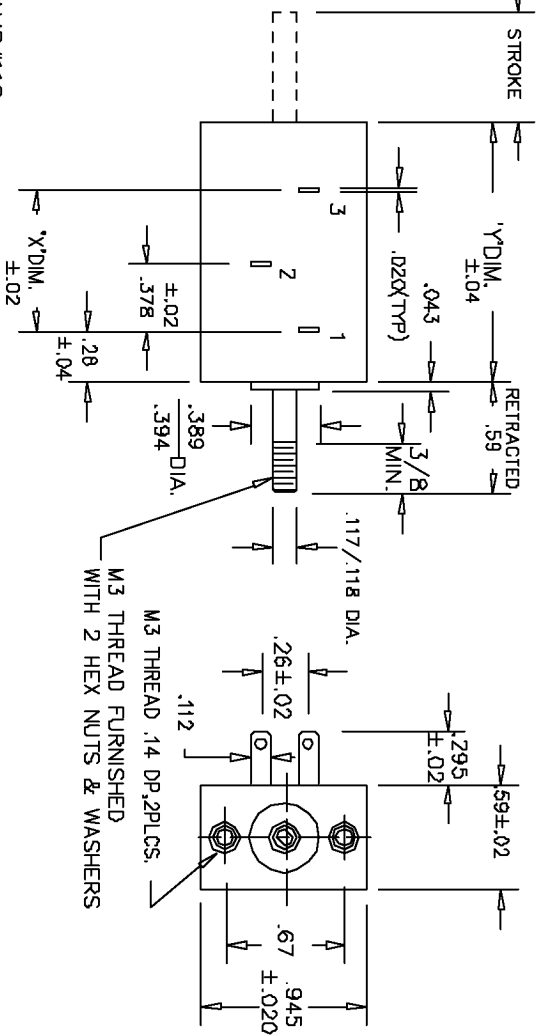 STROKE
"Y"DIM.
±.04
RETRACTED
.59
.043
.020(TYP)
3/8
MIN.
3
2
1
"X"DIM.
±.02
±.02
.378
.28
±.04
.389
.394
DIA.
.117/.118 DIA.
M3 THREAD FURNISHED
WITH 2 HEX NUTS & WASHERS
.295
±.02
.59±.02
.26±.02
.112
M3 THREAD .14 DP,2PLCS.
.67
.945
±.020